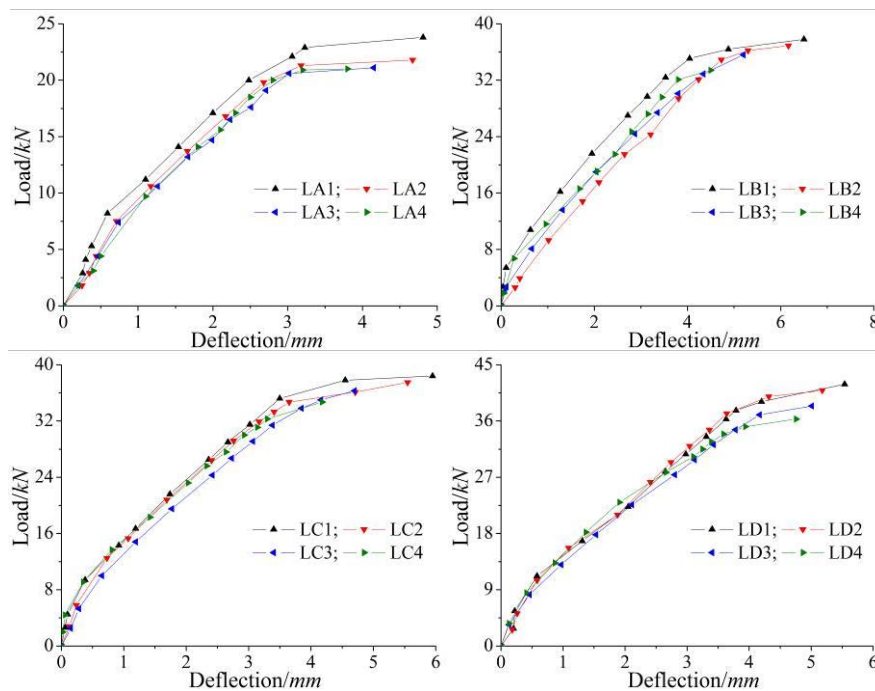 25
20
15
10
5
0
Load/kN
LA1; LA2
LA3; LA4
0 1 2 3 4 5
Deflection/mm
40
32
24
16
8
0
Load/kN
LB1; LB2
LB3; LB4
0 2 4 6 8
Deflection/mm
40
32
24
16
8
0
Load/kN
LC1; LC2
LC3; LC4
0 1 2 3 4 5 6
Deflection/mm
45
36
27
18
9
0
Load/kN
LD1; LD2
LD3; LD4
0 1 2 3 4 5 6
Deflection/mm